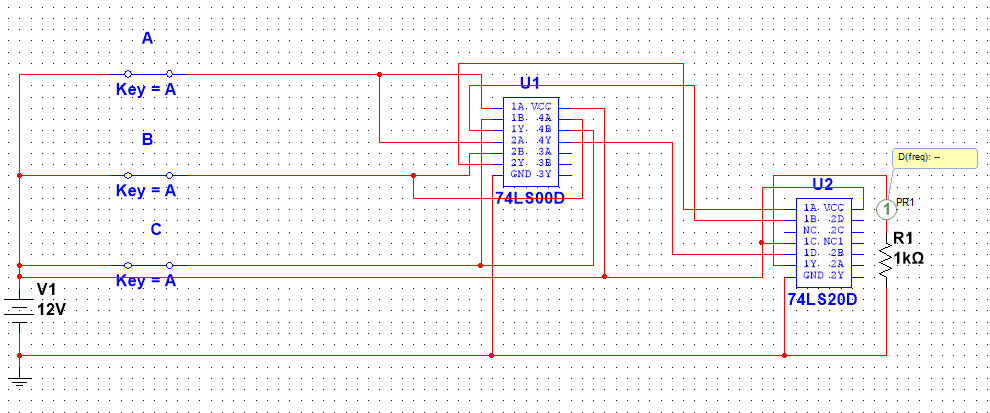 A
Key = A
B
Key = A
C
Key = A
V1
12V
U1
1A VCC
1B 4A
1Y 4B
2A 4Y
2B 3A
2Y 3B
GND 3Y
74LS00D
D(freq): --
U2
1 PR1
1A VCC
1B 2D
NC 2C
1C NC1
1D 2B
1Y 2A
GND 2Y
74LS20D
R1
1kΩ